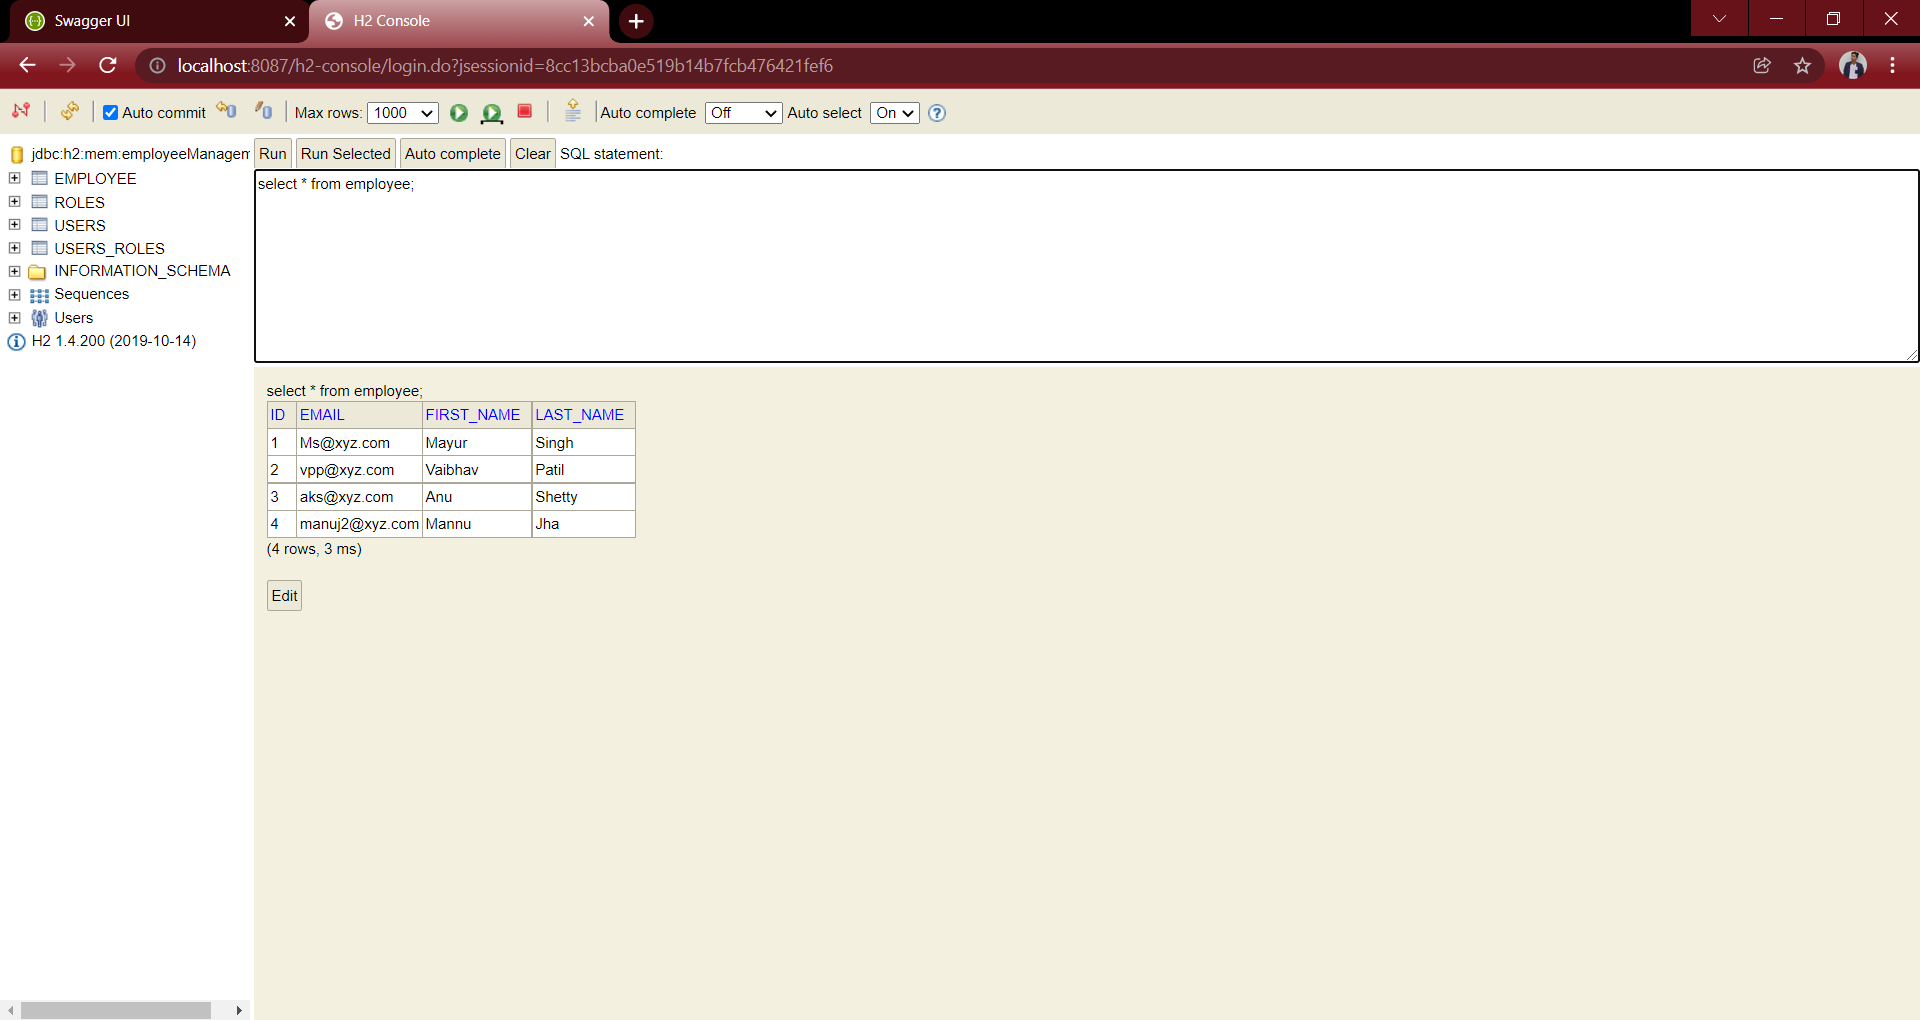 Swagger UI
H2 Console
localhost:8087/h2-console/login.do?jsessionid=8cc13bcba0e519b14b7fcb476421fef6
Auto commit Max rows: 1000 Auto complete Off Auto select On
jdbc:h2:mem:employeeManagem
EMPLOYEE
ROLES
USERS
USERS_ROLES
INFORMATION_SCHEMA
Sequences
Users
H2 1.4.200 (2019-10-14)
Run Run Selected Auto complete Clear SQL statement:
select * from employee;
select * from employee;
ID EMAIL FIRST_NAME LAST_NAME
1 Ms@xyz.com Mayur Singh
2 vpp@xyz.com Vaibhav Patil
3 aks@xyz.com Anu Shetty
4 manuj2@xyz.com Mannu Jha
(4 rows, 3 ms)
Edit